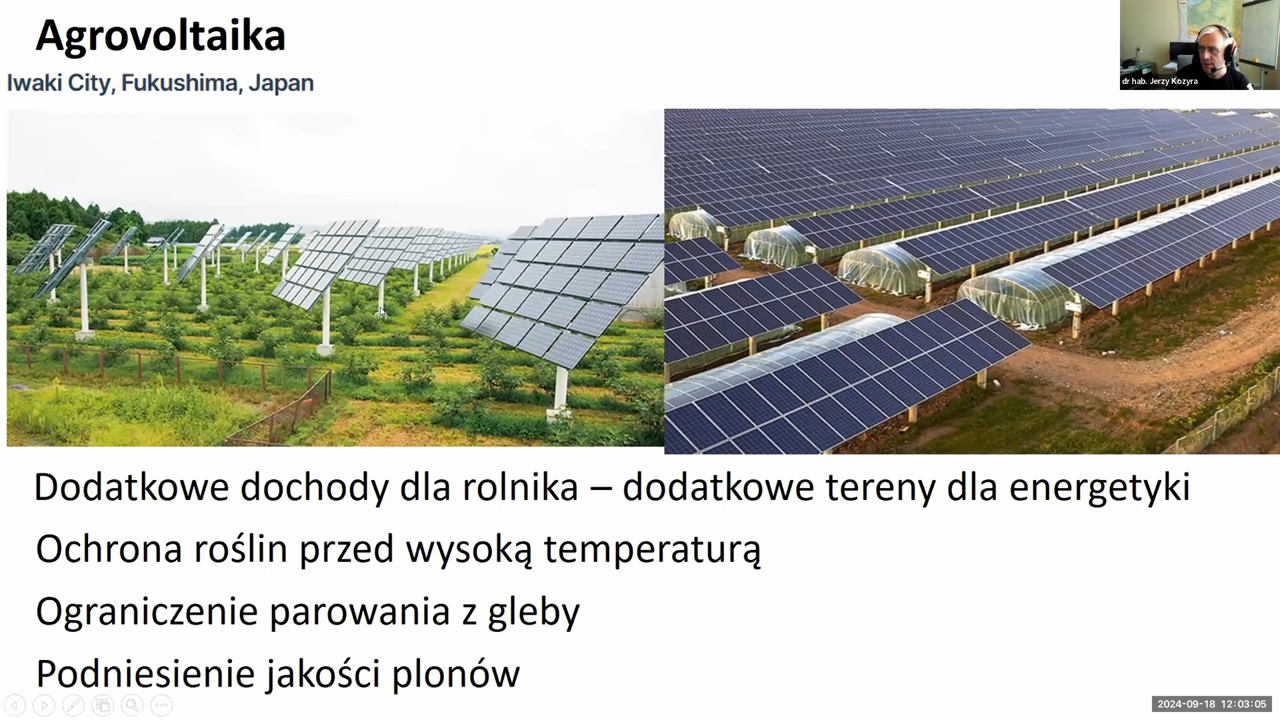 Agrovoltaika
Iwaki City, Fukushima, Japan
dr hab. Jerzy Kozyra
Dodatkowe dochody dla rolnika – dodatkowe tereny dla energetyki
Ochrona roślin przed wysoką temperaturą
Ograniczenie parowania z gleby
Podniesienie jakości plonów
2024-09-18 12:03:05